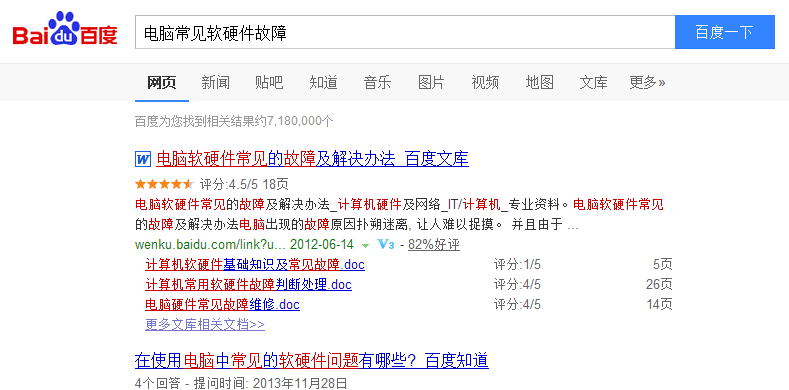 Bai du 百度
电脑常见软硬件故障
百度一下
网页 新闻 贴吧 知道 音乐 图片 视频 地图 文库 更多»
百度为您找到相关结果约7,180,000个
W 电脑软硬件常见的故障及解决办法_百度文库
评分:4.5/5 18页
电脑软硬件常见的故障及解决办法_计算机硬件及网络_IT/计算机_专业资料。电脑软硬件常见
的故障及解决办法电脑出现的故障原因扑朔迷离, 让人难以捉摸。 并且由于 ...
wenku.baidu.com/link?u... 2012-06-14 V3 - 82%好评
计算机软硬件基础知识及常见故障.doc 评分:1/5 5页
计算机常用软硬件故障判断处理.doc 评分:4/5 26页
电脑硬件常见故障维修.doc 评分:4/5 14页
更多文库相关文档>>
在使用电脑中常见的软硬件问题有哪些? 百度知道
4个回答 - 提问时间: 2013年11月28日